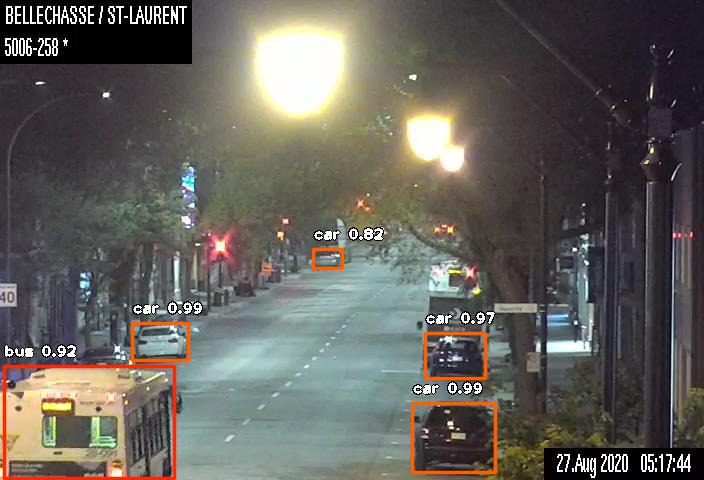 BELLECHASSE / ST-LAURENT
5006-258 *
car 0.82
car 0.99
car 0.97
bus 0.92
car 0.99
40
27.Aug 2020 05:17:44